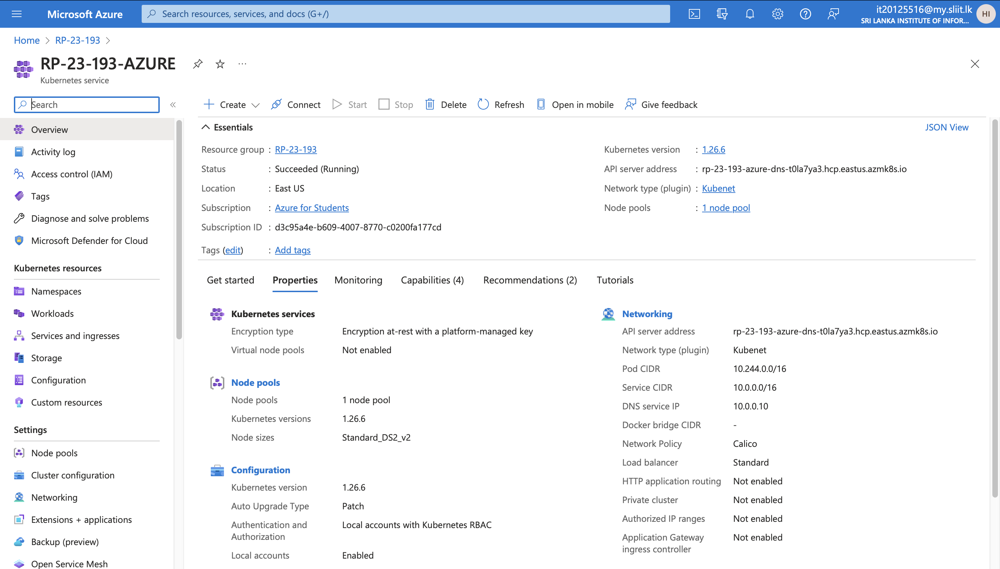 Microsoft Azure
Search resources, services, and docs (G+/)
it20125516@my.sliit.lk
SRI LANKA INSTITUTE OF INFOR...
HI
Home > RP-23-193 >
RP-23-193-AZURE
...
Kubernetes service
Search
«
Create
Connect
Start
Stop
Delete
Refresh
Open in mobile
Give feedback
Overview
Activity log
Access control (IAM)
Tags
Diagnose and solve problems
Microsoft Defender for Cloud
Kubernetes resources
Namespaces
Workloads
Services and ingresses
Storage
Configuration
Custom resources
Settings
Node pools
Cluster configuration
Networking
Extensions + applications
Backup (preview)
Open Service Mesh
Essentials
JSON View
Resource group : RP-23-193
Status : Succeeded (Running)
Location : East US
Subscription : Azure for Students
Subscription ID : d3c95a4e-b609-4007-8770-c0200fa177cd
Tags (edit) : Add tags
Kubernetes version : 1.26.6
API server address : rp-23-193-azure-dns-t0la7ya3.hcp.eastus.azmk8s.io
Network type (plugin) : Kubenet
Node pools : 1 node pool
Get started
Properties
Monitoring
Capabilities (4)
Recommendations (2)
Tutorials
Kubernetes services
Encryption type Encryption at-rest with a platform-managed key
Virtual node pools Not enabled
Node pools
Node pools 1 node pool
Kubernetes versions 1.26.6
Node sizes Standard_DS2_v2
Configuration
Kubernetes version 1.26.6
Auto Upgrade Type Patch
Authentication and Local accounts with Kubernetes RBAC
Authorization
Local accounts Enabled
Networking
API server address rp-23-193-azure-dns-t0la7ya3.hcp.eastus.azmk8s.io
Network type (plugin) Kubenet
Pod CIDR 10.244.0.0/16
Service CIDR 10.0.0.0/16
DNS service IP 10.0.0.10
Docker bridge CIDR -
Network Policy Calico
Load balancer Standard
HTTP application routing Not enabled
Private cluster Not enabled
Authorized IP ranges Not enabled
Application Gateway Not enabled
ingress controller